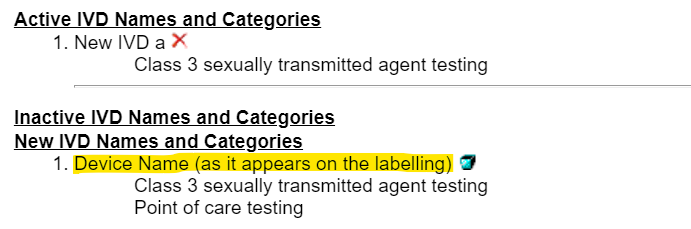 Active IVD Names and Categories
1. New IVD a
Class 3 sexually transmitted agent testing
Inactive IVD Names and Categories
New IVD Names and Categories
1. Device Name (as it appears on the labelling)
Class 3 sexually transmitted agent testing
Point of care testing